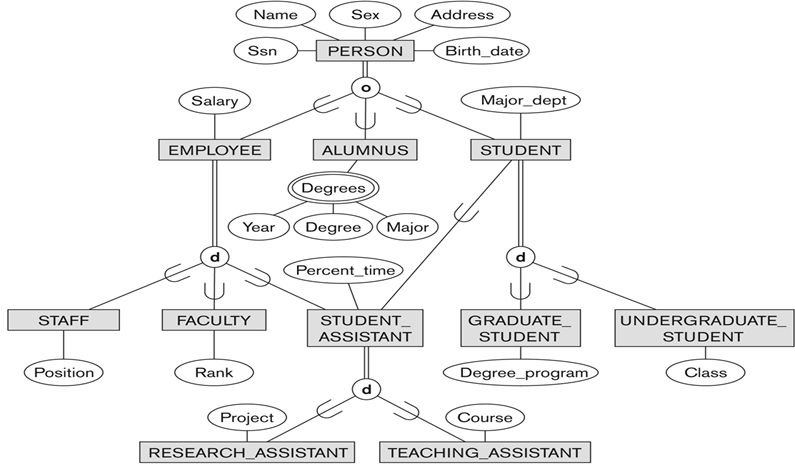 Name
Sex
Address
Ssn
PERSON
Birth_date
o
Salary
Major_dept
EMPLOYEE
ALUMNUS
STUDENT
Degrees
Year
Degree
Major
d
d
Percent_time
STAFF
FACULTY
STUDENT_
ASSISTANT
GRADUATE_
STUDENT
UNDERGRADUATE_
STUDENT
Position
Rank
Degree_program
Class
d
Project
Course
RESEARCH_ASSISTANT
TEACHING_ASSISTANT